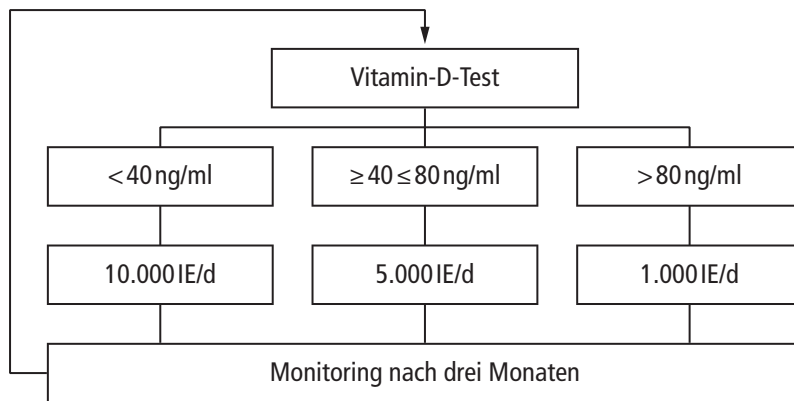 Vitamin-D-Test
<40 ng/ml
≥40≤80 ng/ml
>80 ng/ml
10.000 IE/d
5.000 IE/d
1.000 IE/d
Monitoring nach drei Monaten